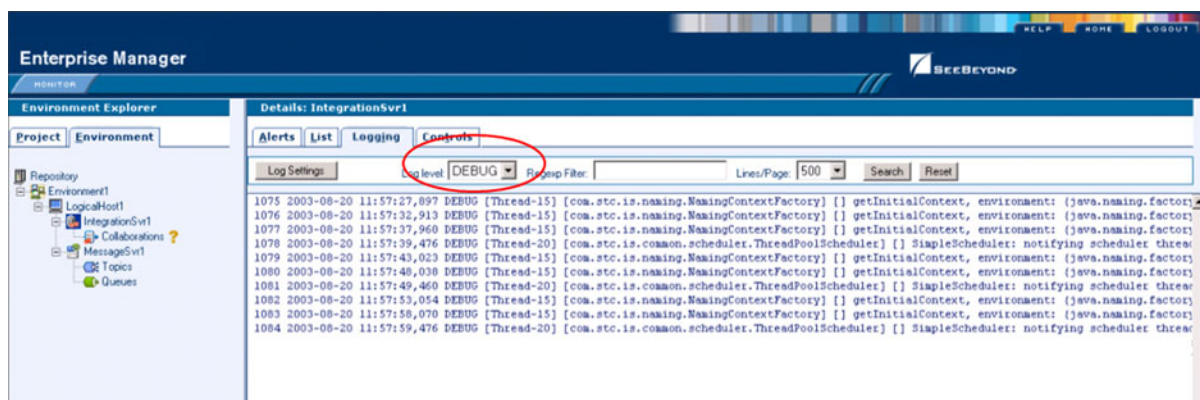 HELP HOME LOGOUT
Enterprise Manager
SEEBEYOND
MONITOR
Environment Explorer
Details: IntegrationSvr1
Project Environment
Alerts List Logging Controls
Log Settings Log level: DEBUG Regexp Filter: Lines/Page: 500 Search Reset
Repository
Environment1
LogicalHost1
IntegrationSvr1
Collaborations ?
MessageSvr1
Topics
Queues
1075 2003-08-20 11:57:27,897 DEBUG [Thread-15] [com.stc.is.naming.NamingContextFactory] [] getInitialContext, environment: {java.naming.factory
1076 2003-08-20 11:57:32,913 DEBUG [Thread-15] [com.stc.is.naming.NamingContextFactory] [] getInitialContext, environment: {java.naming.factory
1077 2003-08-20 11:57:37,960 DEBUG [Thread-15] [com.stc.is.naming.NamingContextFactory] [] getInitialContext, environment: {java.naming.factory
1078 2003-08-20 11:57:39,476 DEBUG [Thread-20] [com.stc.is.common.scheduler.ThreadPoolScheduler] [] SimpleScheduler: notifying scheduler thread
1079 2003-08-20 11:57:43,023 DEBUG [Thread-15] [com.stc.is.naming.NamingContextFactory] [] getInitialContext, environment: {java.naming.factory
1080 2003-08-20 11:57:48,038 DEBUG [Thread-15] [com.stc.is.naming.NamingContextFactory] [] getInitialContext, environment: {java.naming.factory
1081 2003-08-20 11:57:49,460 DEBUG [Thread-20] [com.stc.is.common.scheduler.ThreadPoolScheduler] [] SimpleScheduler: notifying scheduler thread
1082 2003-08-20 11:57:53,054 DEBUG [Thread-15] [com.stc.is.naming.NamingContextFactory] [] getInitialContext, environment: {java.naming.factory
1083 2003-08-20 11:57:58,070 DEBUG [Thread-15] [com.stc.is.naming.NamingContextFactory] [] getInitialContext, environment: {java.naming.factory
1084 2003-08-20 11:57:59,476 DEBUG [Thread-20] [com.stc.is.common.scheduler.ThreadPoolScheduler] [] SimpleScheduler: notifying scheduler thread